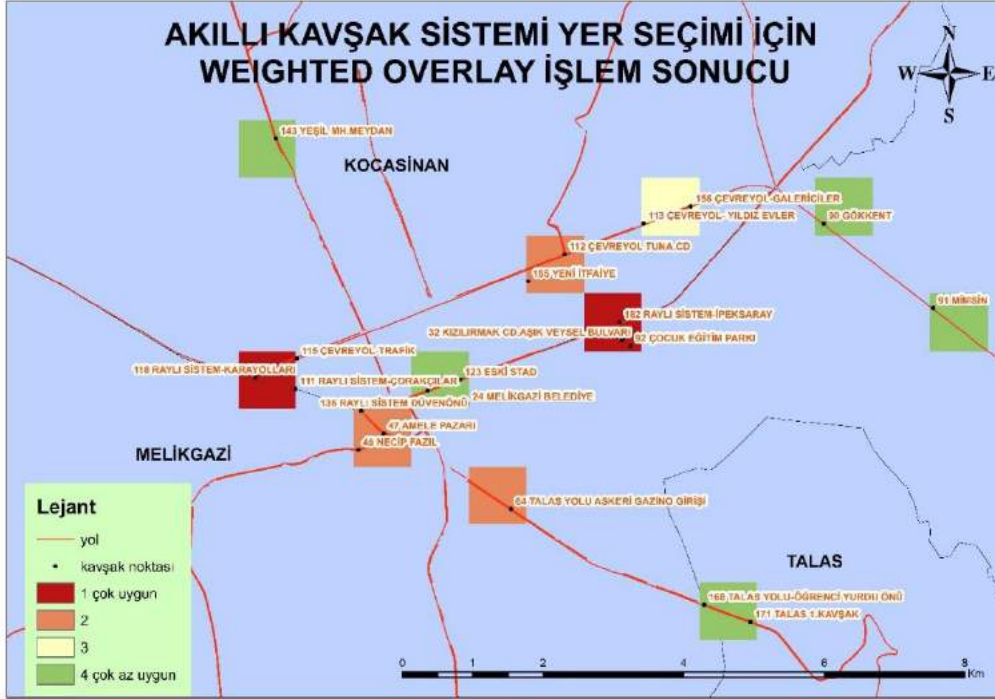 AKILLI KAVŞAK SİSTEMİ YER SEÇİMİ İÇİN
WEIGHTED OVERLAY İŞLEM SONUCU
N
W E
S
143 YEŞİL MH.MEYDAN
KOCASİNAN
156 ÇEVREYOL-GALERİCİLER
113 ÇEVREYOL- YILDIZ EVLER
90 GÖKKENT
112 ÇEVREYOL TUNA.CD
155 YENİ İTFAİYE
91 MİMSİN
182 RAYLI SİSTEM-İPEKSARAY
32 KIZILIRMAK CD.AŞIK VEYSEL BULVARI
92 ÇOCUK EĞİTİM PARKI
115 ÇEVREYOL-TRAFİK
118 RAYLI SİSTEM-KARAYOLLARI
123 ESKİ STAD
111 RAYLI SİSTEM-ÇORAKÇILAR
24 MELİKGAZİ BELEDİYE
135 RAYLI SİSTEM DÜVENÖNÜ
47 AMELE PAZARI
46 NECİP FAZIL
MELİKGAZİ
64 TALAS YOLU ASKERİ GAZİNO GİRİŞİ
TALAS
168 TALAS YOLU-ÖĞRENCİ YURDU ÖNÜ
171 TALAS 1.KAVŞAK
Lejant
yol
kavşak noktası
1 çok uygun
2
3
4 çok az uygun
0 1 2 4 6 8
Km